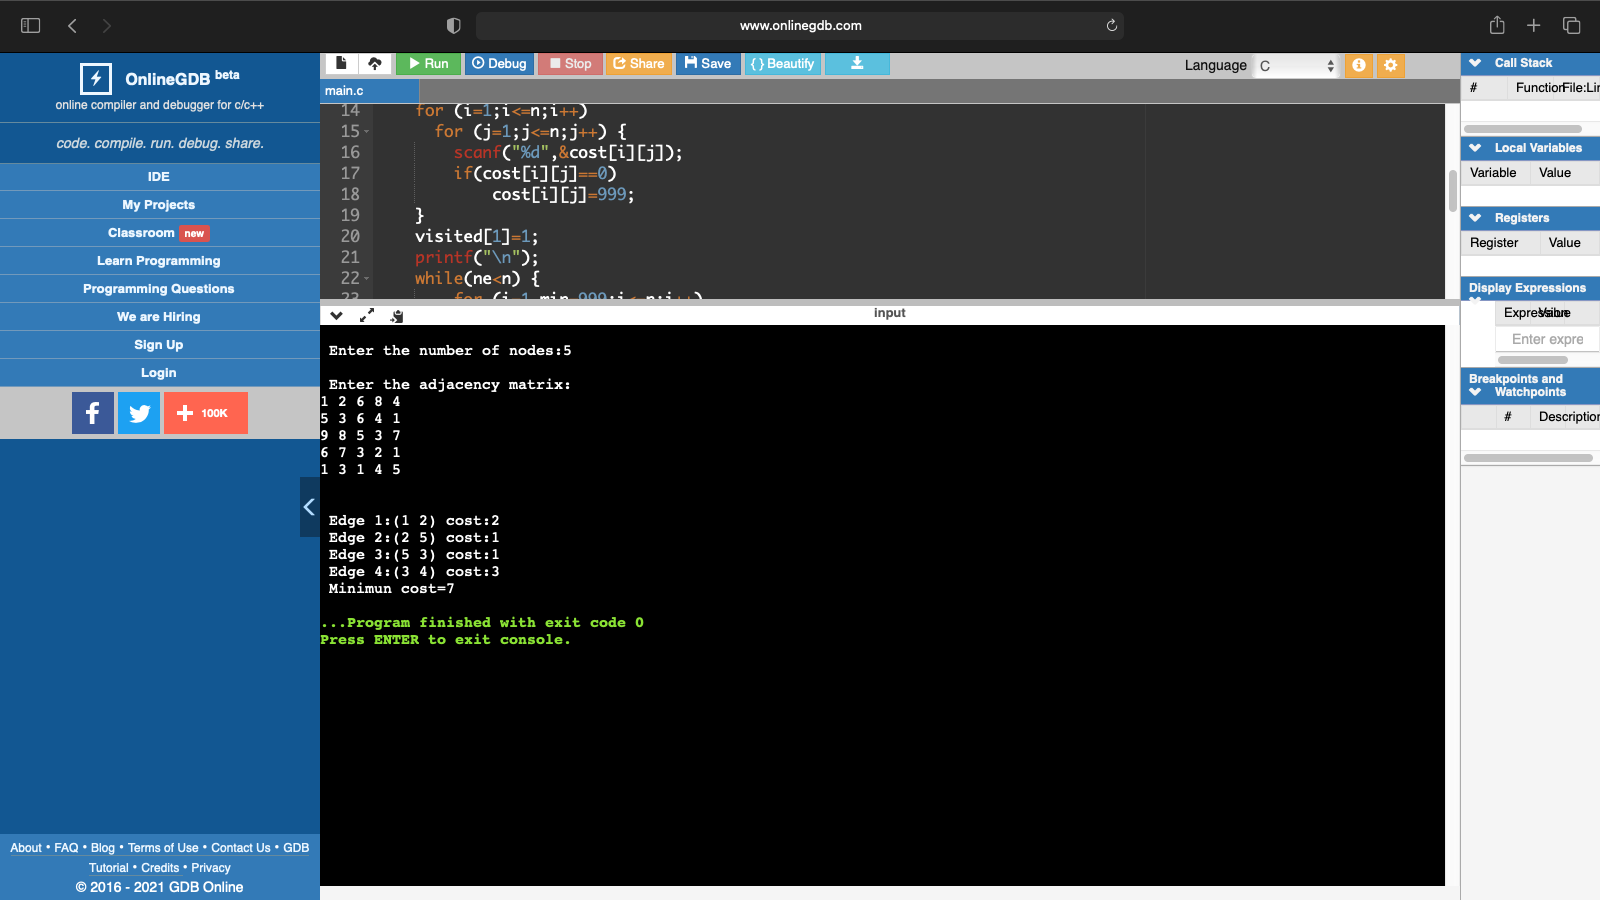 www.onlinegdb.com
OnlineGDB beta
online compiler and debugger for c/c++
code. compile. run. debug. share.
IDE
My Projects
Classroom new
Learn Programming
Programming Questions
We are Hiring
Sign Up
Login
f
+ 100K
About • FAQ • Blog • Terms of Use • Contact Us • GDB
Tutorial • Credits • Privacy
© 2016 - 2021 GDB Online
Run Debug Stop Share Save { } Beautify
Language C
main.c
14 for (i=1;i<=n;i++)
15 for (j=1;j<=n;j++) {
16 scanf("%d",&cost[i][j]);
17 if(cost[i][j]==0)
18 cost[i][j]=999;
19 }
20 visited[1]=1;
21 printf("\n");
22 while(ne<n) {
23 for (i=1,min=999;i<=n;i++)
input
Enter the number of nodes:5
Enter the adjacency matrix:
1 2 6 8 4
5 3 6 4 1
9 8 5 3 7
6 7 3 2 1
1 3 1 4 5
Edge 1:(1 2) cost:2
Edge 2:(2 5) cost:1
Edge 3:(5 3) cost:1
Edge 4:(3 4) cost:3
Minimun cost=7
...Program finished with exit code 0
Press ENTER to exit console.
Call Stack
# Function File:Lin
Local Variables
Variable Value
Registers
Register Value
Display Expressions
Expression Value
Enter expre
Breakpoints and
Watchpoints
# Description